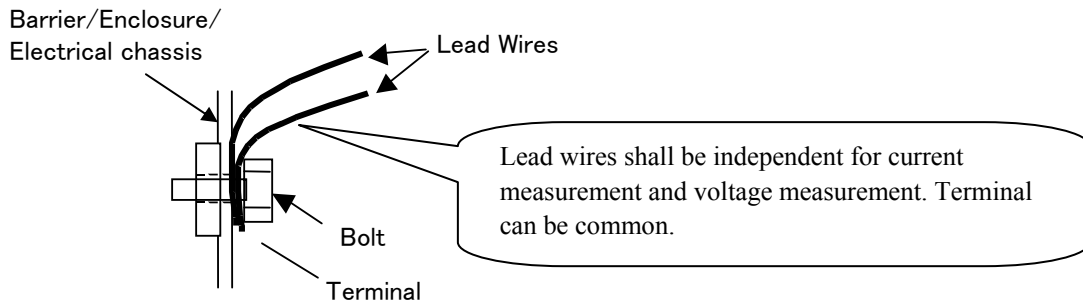 Barrier/Enclosure/
Electrical chassis
Lead Wires
Lead wires shall be independent for current
measurement and voltage measurement. Terminal
can be common.
Bolt
Terminal